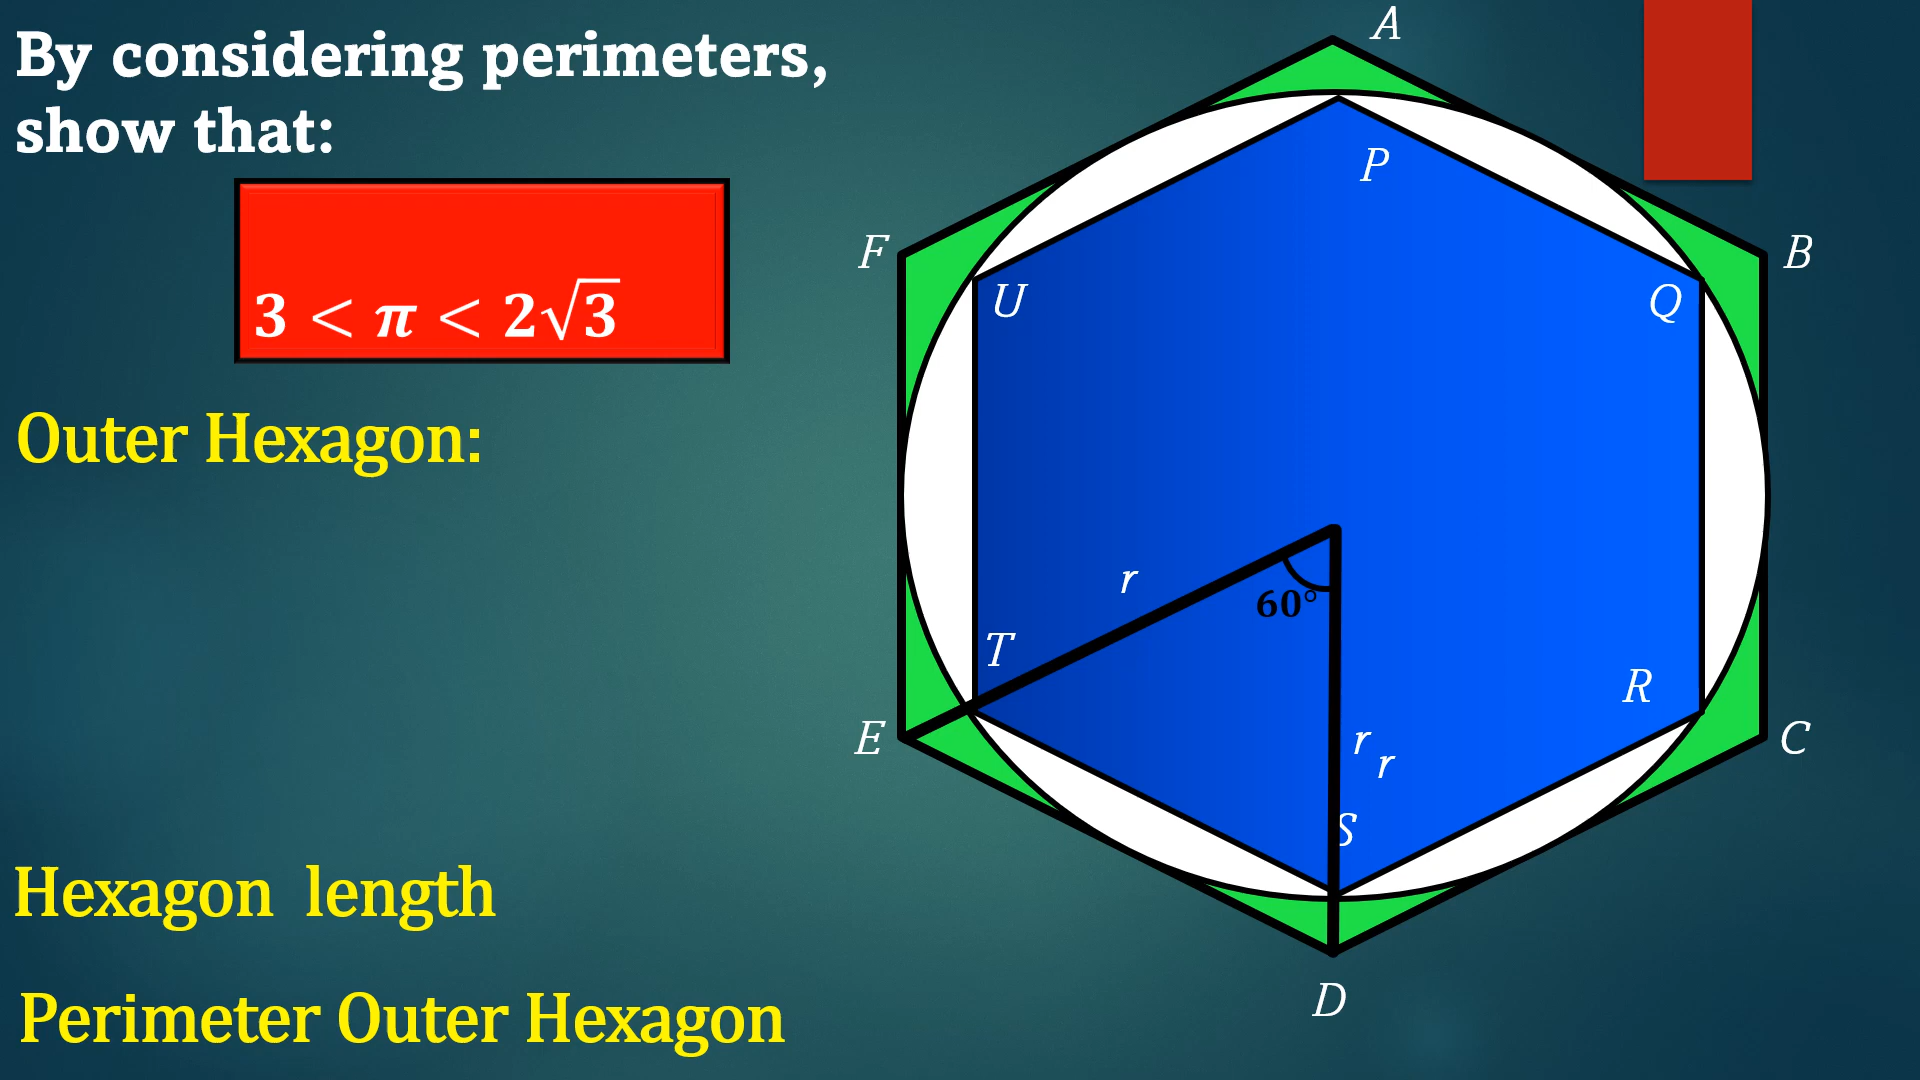 By considering perimeters,
show that:
3 < π < 2√3
Outer Hexagon:
Hexagon length
Perimeter Outer Hexagon
A
P
F
B
U
Q
r
60°
T
R
E
r
C
r
S
D